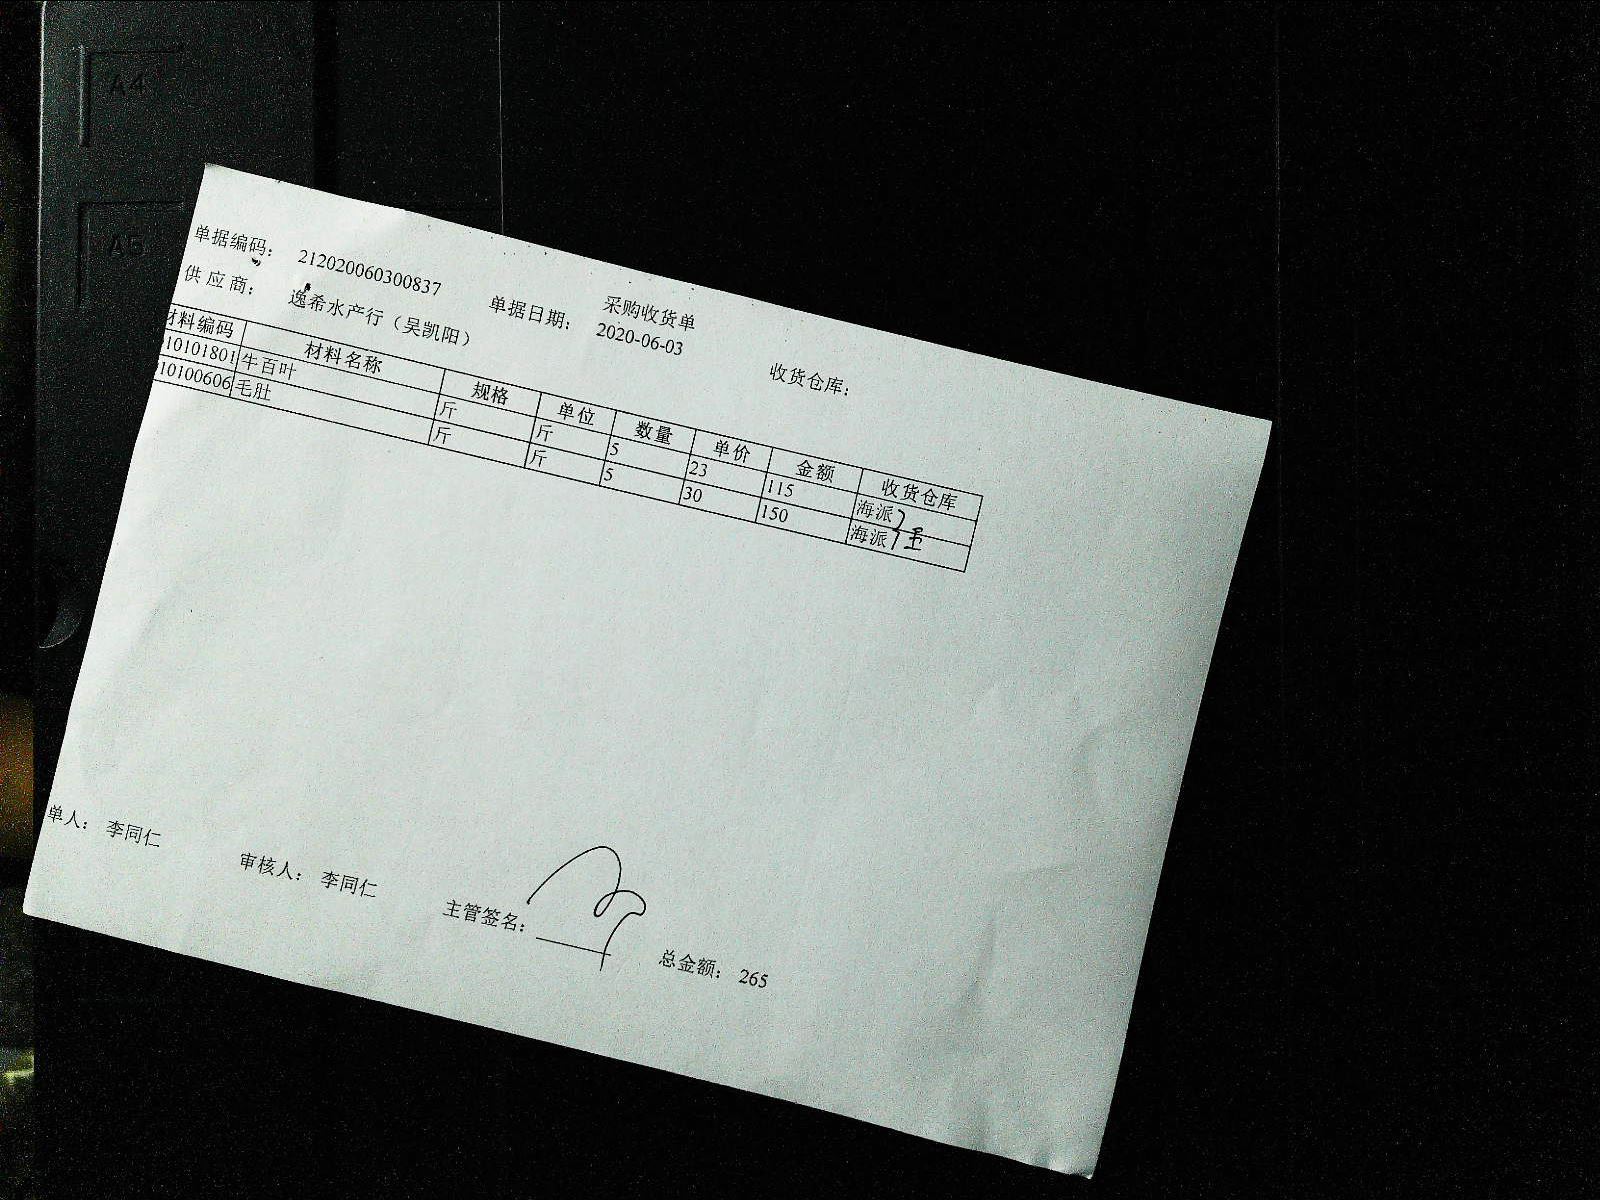 A4
A5
采购收货单
单据编码： 212020060300837 单据日期： 2020-06-03 收货仓库：
供应商： 逸希水产行（吴凯阳）
材料编码 材料名称 规格 单位 数量 单价 金额 收货仓库
10101801 牛百叶 斤 斤 5 23 115 海派
10100606 毛肚 斤 斤 5 30 150 海派
单人： 李同仁 审核人： 李同仁 主管签名： 总金额： 265